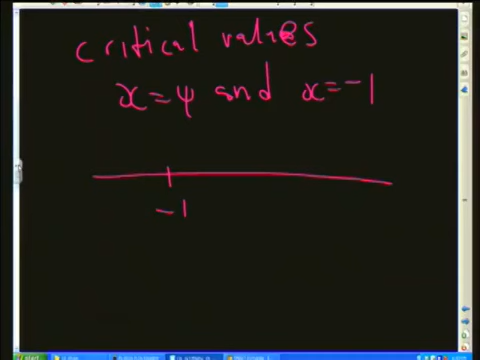 critical values
x=4 and x=-1
-1